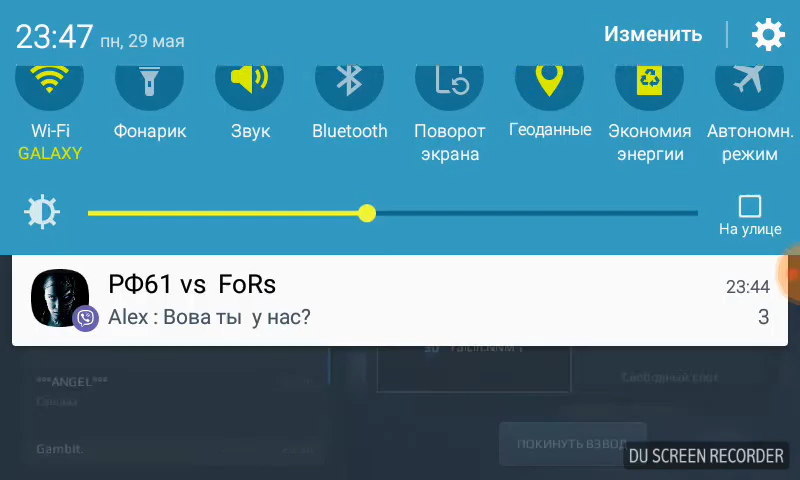 23:47 пн, 29 мая
Изменить
Wi-Fi
GALAXY
Фонарик
Звук
Bluetooth
Поворот
экрана
Геоданные
Экономия
энергии
Автономн.
режим
На улице
РФ61 vs FoRs
23:44
Alex : Вова ты у нас?
3
***ANGEL***
Свободный слот
Gambit.
ПОКИНУТЬ ВЗВОД
DU SCREEN RECORDER